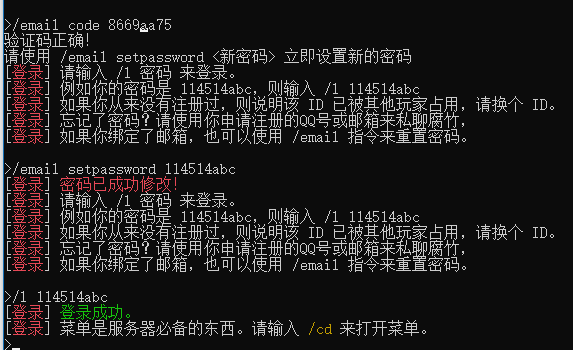 >/email code 8669aa75
验证码正确!
请使用 /email setpassword <新密码> 立即设置新的密码
[登录] 请输入 /l 密码 来登录。
[登录] 例如你的密码是 114514abc，则输入 /l 114514abc
[登录] 如果你从来没有注册过，则说明该 ID 已被其他玩家占用，请换个 ID。
[登录] 忘记了密码？请使用你申请注册的QQ号或邮箱来私聊腐竹，
[登录] 如果你绑定了邮箱，也可以使用 /email 指令来重置密码。
>/email setpassword 114514abc
[登录] 密码已成功修改!
[登录] 请输入 /l 密码 来登录。
[登录] 例如你的密码是 114514abc，则输入 /l 114514abc
[登录] 如果你从来没有注册过，则说明该 ID 已被其他玩家占用，请换个 ID。
[登录] 忘记了密码？请使用你申请注册的QQ号或邮箱来私聊腐竹，
[登录] 如果你绑定了邮箱，也可以使用 /email 指令来重置密码。
>/l 114514abc
[登录] 登录成功。
[登录] 菜单是服务器必备的东西。请输入 /cd 来打开菜单。
>_